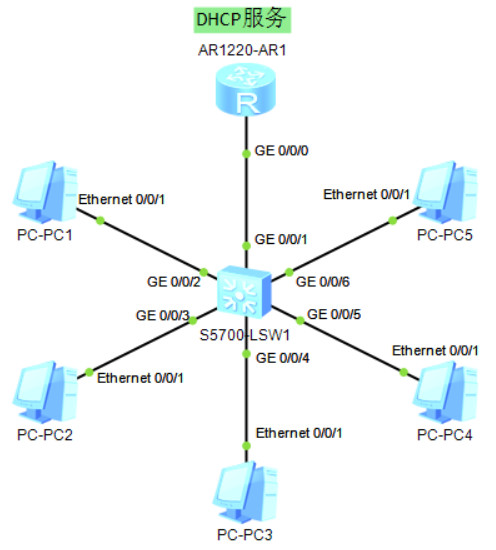 DHCP服务
AR1220-AR1
R
GE 0/0/0
Ethernet 0/0/1
Ethernet 0/0/1
PC-PC1
PC-PC5
GE 0/0/1
GE 0/0/2
GE 0/0/6
GE 0/0/3
GE 0/0/5
S5700-LSW1
GE 0/0/4
Ethernet 0/0/1
Ethernet 0/0/1
PC-PC2
PC-PC4
Ethernet 0/0/1
PC-PC3